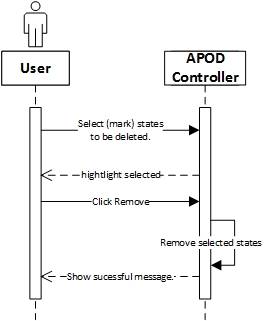 User
APOD
Controller
Select (mark) states
to be deleted.
hightlight selected
Click Remove
Remove selected states
Show sucessful message.